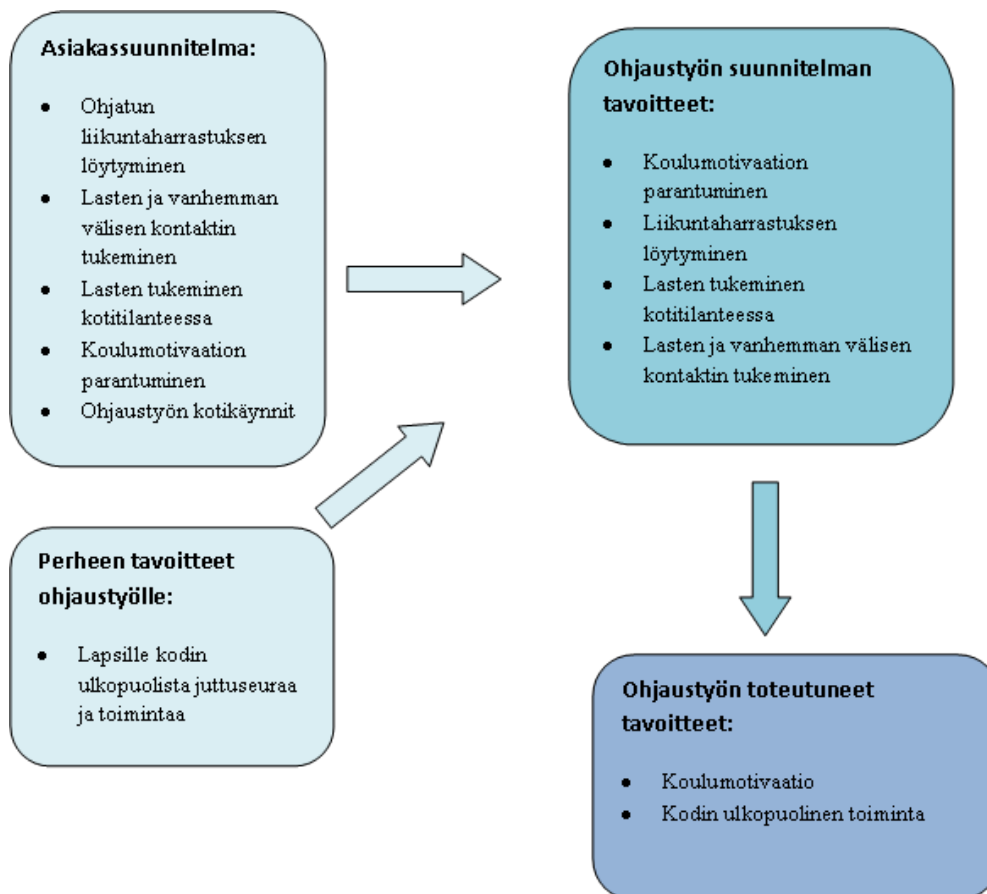 Asiakassuunnitelma:
● Ohjatun
liikuntaharrastuksen
löytyminen
● Lasten ja vanhemman
välisen kontaktin
tukeminen
● Lasten tukeminen
kotitilanteessa
● Koulumotivaation
parantuminen
● Ohjaustyön kotikäynnit
Perheen tavoitteet
ohjaustyölle:
● Lapsille kodin
ulkopuolista juttuseuraa
ja toimintaa
Ohjaustyön suunnitelman
tavoitteet:
● Koulumotivaation
parantuminen
● Liikuntaharrastuksen
löytyminen
● Lasten tukeminen
kotitilanteessa
● Lasten ja vanhemman välisen
kontaktin tukeminen
Ohjaustyön toteutuneet
tavoitteet:
● Koulumotivaatio
● Kodin ulkopuolinen toiminta